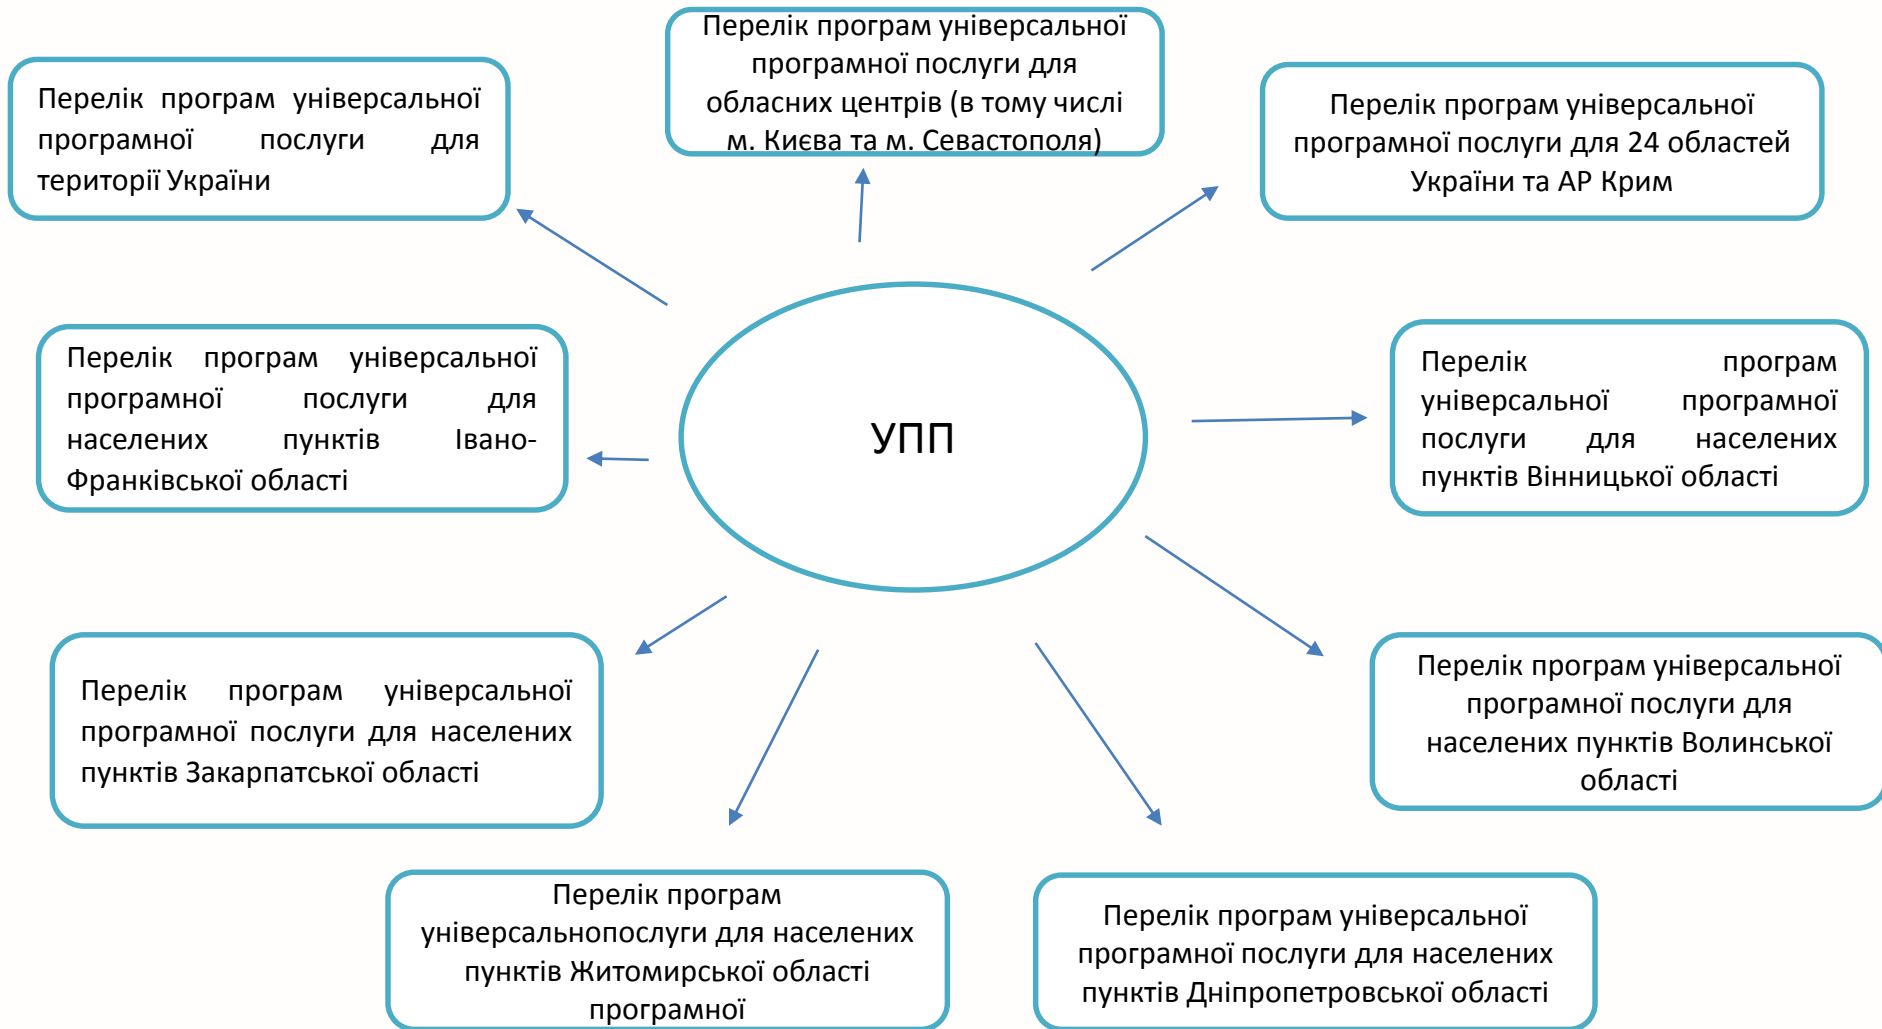 Перелік програм універсальної
програмної послуги для
території України
Перелік програм універсальної
програмної послуги для
обласних центрів (в тому числі
м. Києва та м. Севастополя)
Перелік програм універсальної
програмної послуги для 24 областей
України та АР Крим
Перелік програм універсальної
програмної послуги для
населених пунктів Івано-
Франківської області
УПП
Перелік програм
універсальної програмної
послуги для населених
пунктів Вінницької області
Перелік програм універсальної
програмної послуги для населених
пунктів Закарпатської області
Перелік програм універсальної
програмної послуги для
населених пунктів Волинської
області
Перелік програм
універсальнопослуги для населених
пунктів Житомирської області
програмної
Перелік програм універсальної
програмної послуги для населених
пунктів Дніпропетровської області